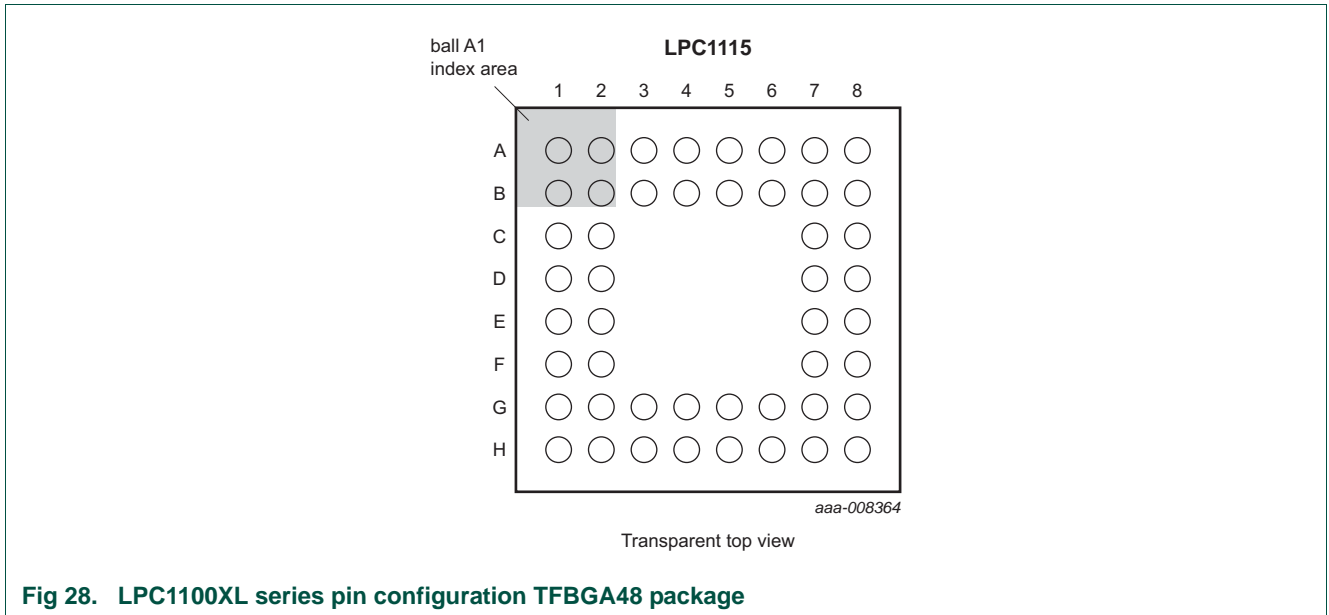 ball A1
index area
LPC1115
1 2 3 4 5 6 7 8
A
B
C
D
E
F
G
H
aaa-008364
Transparent top view
Fig 28. LPC1100XL series pin configuration TFBGA48 package